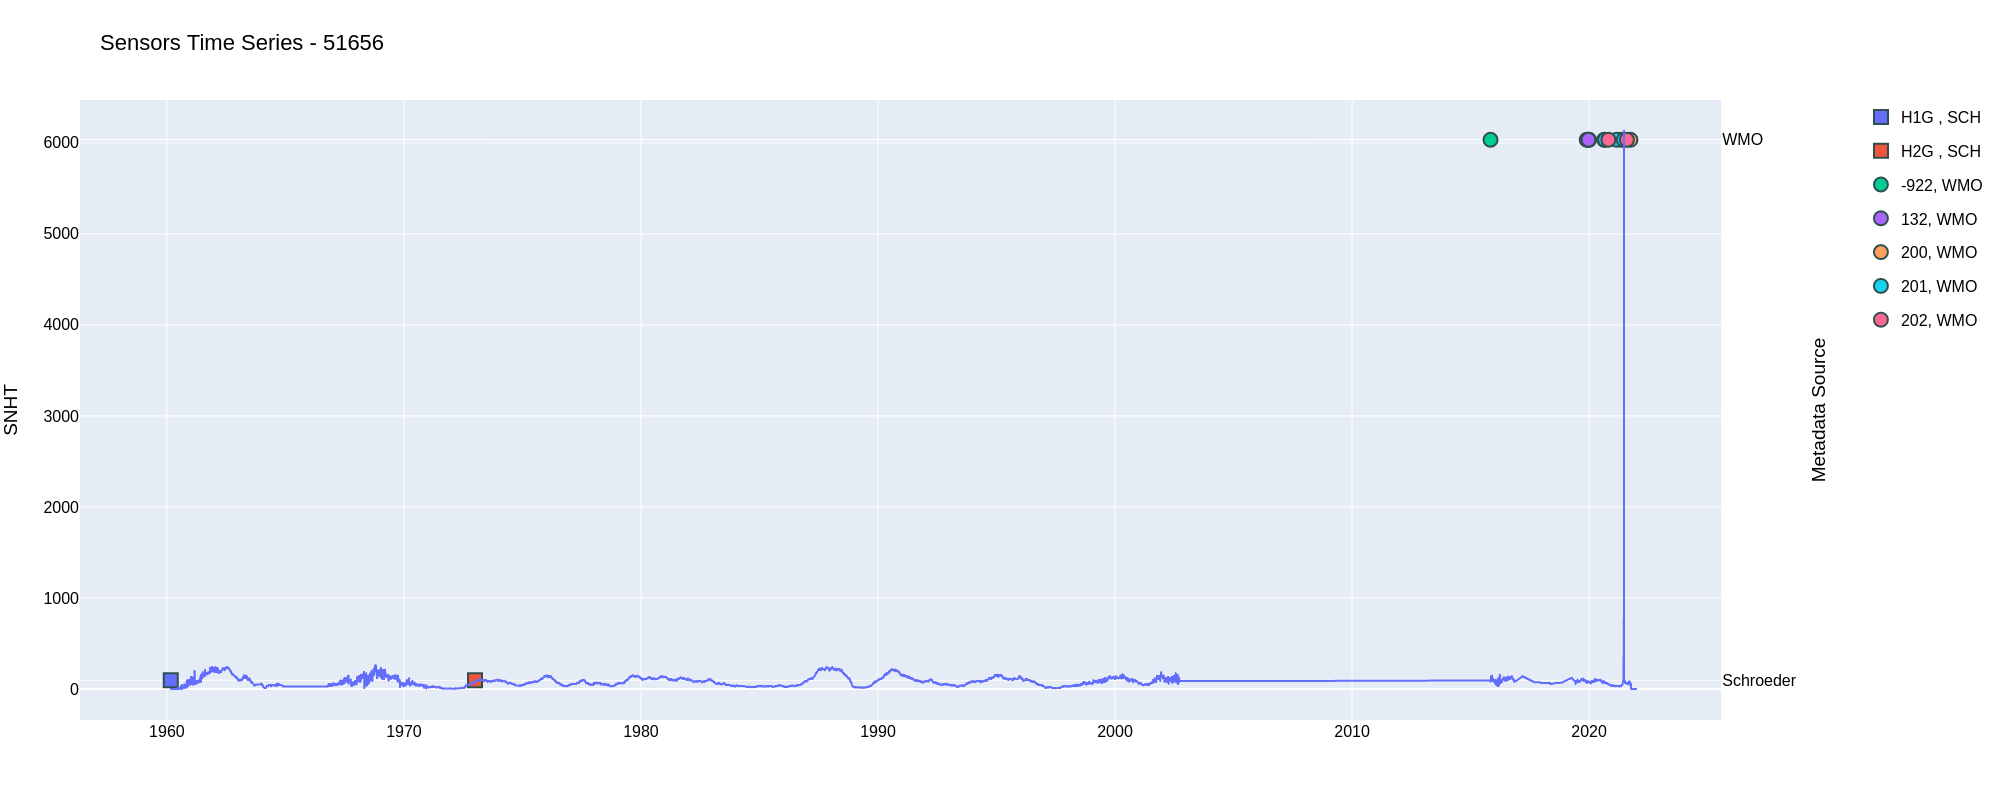 Sensors Time Series - 51656
SNHT
6000
5000
4000
3000
2000
1000
0
1960
1970
1980
1990
2000
2010
2020
WMO
Schroeder
Metadata Source
H1G , SCH
H2G , SCH
-922, WMO
132, WMO
200, WMO
201, WMO
202, WMO